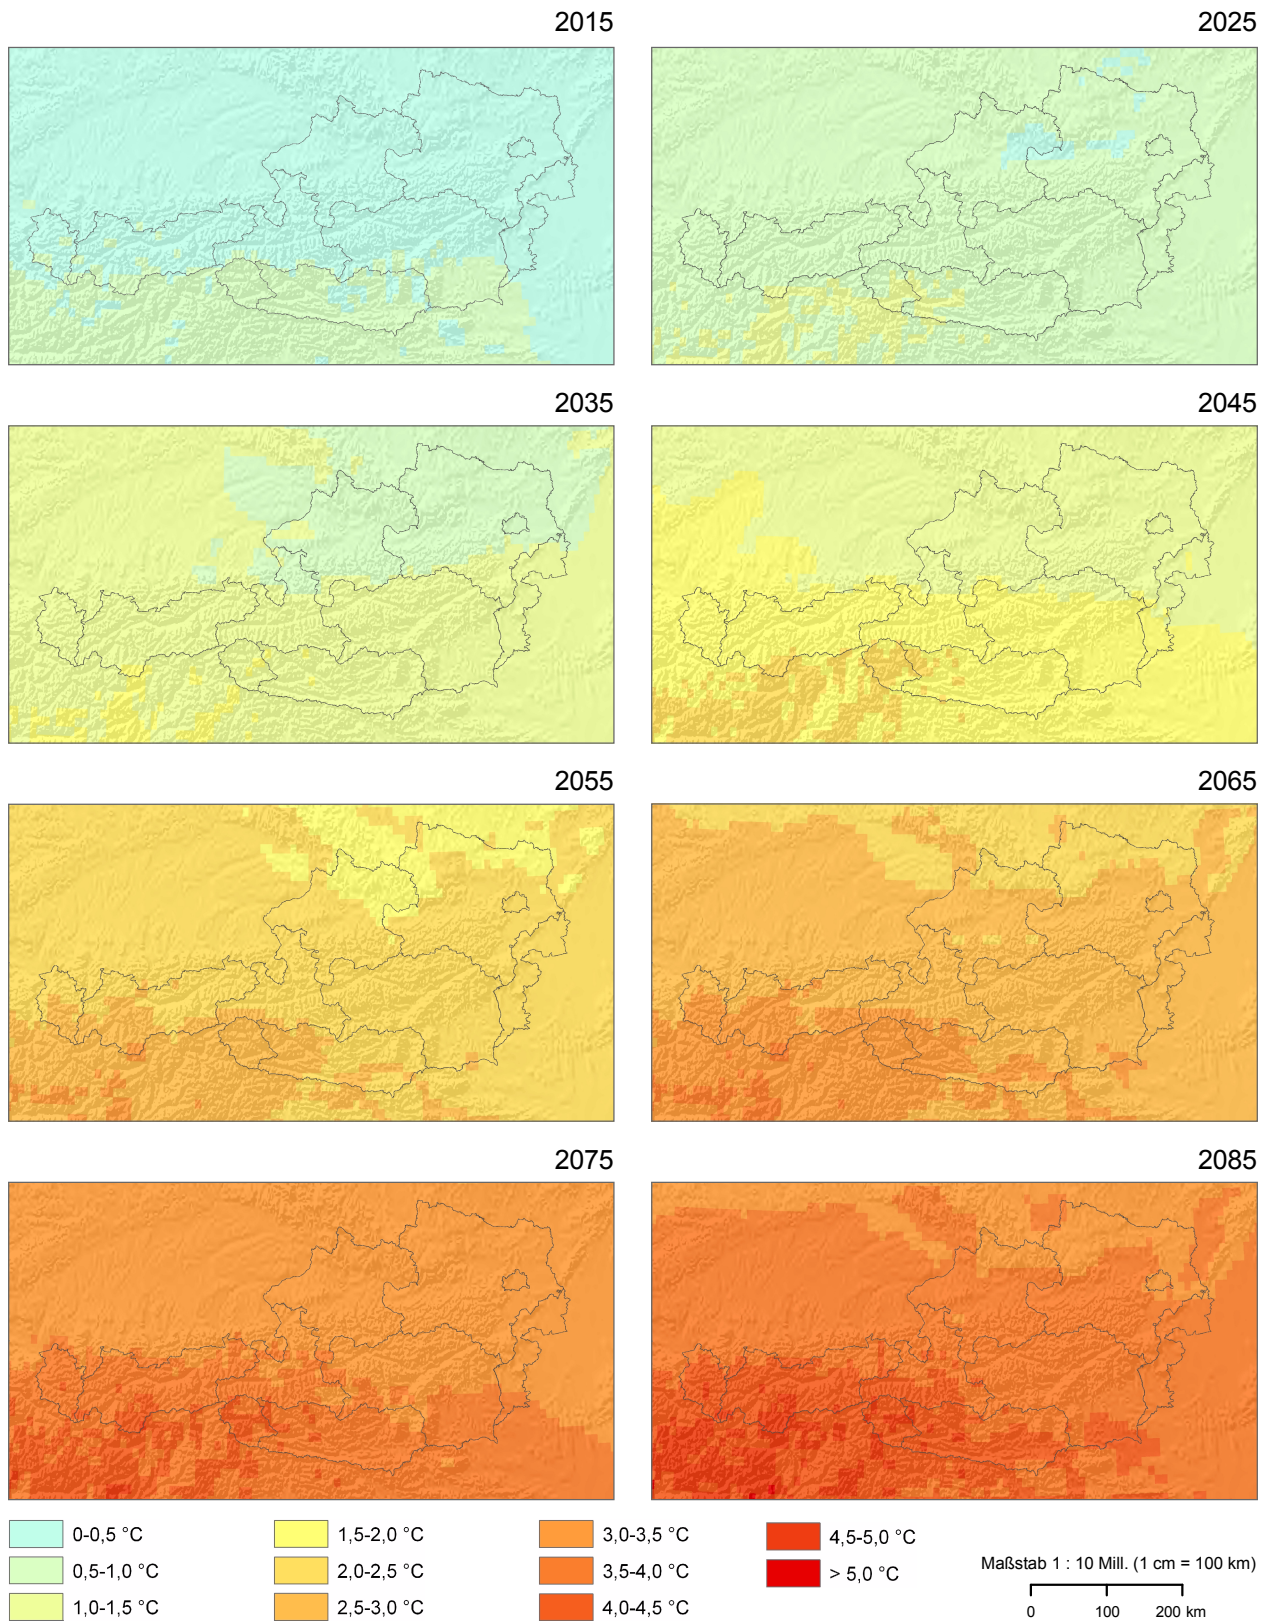 2015
2025
2035
2045
2055
2065
2075
2085
0-0,5 °C
0,5-1,0 °C
1,0-1,5 °C
1,5-2,0 °C
2,0-2,5 °C
2,5-3,0 °C
3,0-3,5 °C
3,5-4,0 °C
4,0-4,5 °C
4,5-5,0 °C
> 5,0 °C
Maßstab 1 : 10 Mill. (1 cm = 100 km)
0 100 200 km